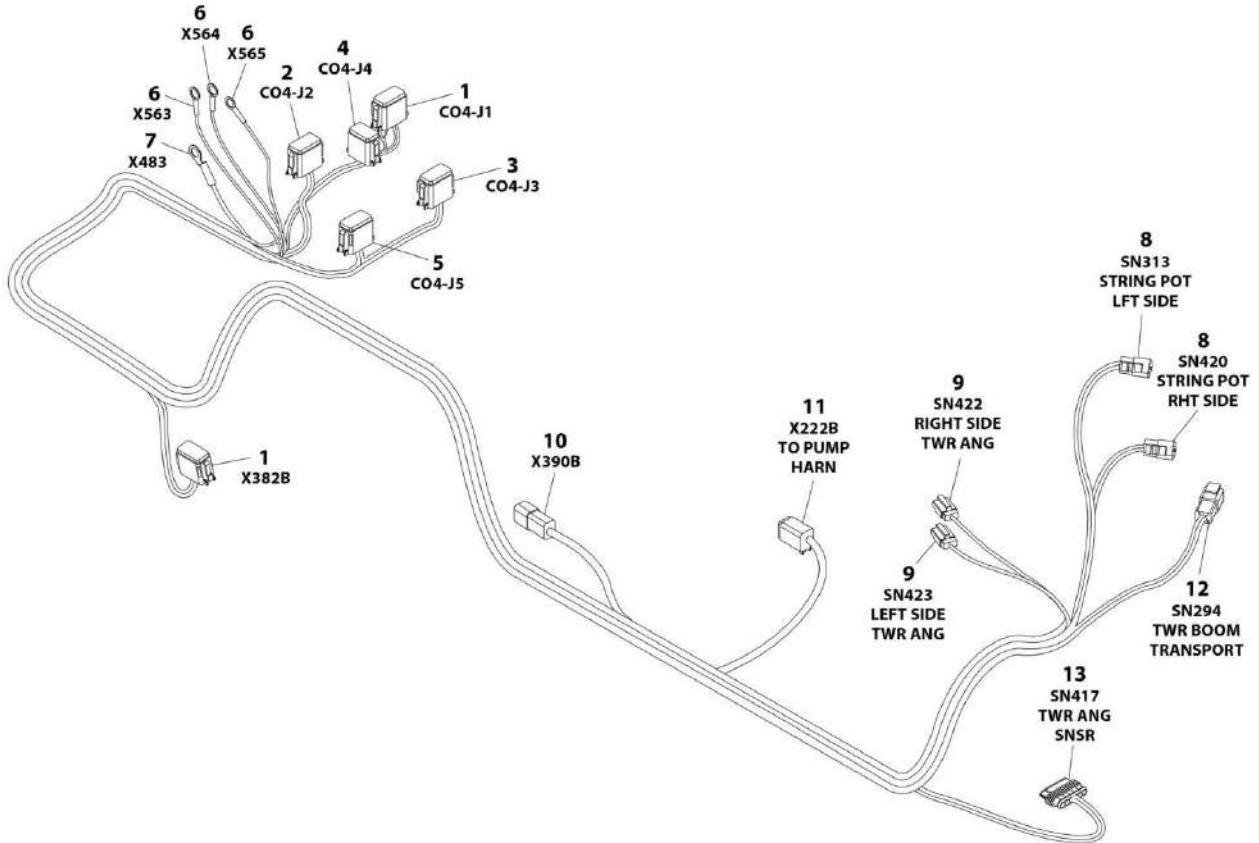 6
X564
6
X565
4
CO4-J4
1
CO4-J1
2
CO4-J2
6
X563
7
X483
3
CO4-J3
5
CO4-J5
8
SN313
STRING POT
LFT SIDE
8
SN420
STRING POT
RHT SIDE
9
SN422
RIGHT SIDE
TWR ANG
11
X222B
TO PUMP
HARN
10
X390B
1
X382B
9
SN423
LEFT SIDE
TWR ANG
12
SN294
TWR BOOM
TRANSPORT
13
SN417
TWR ANG
SNSR